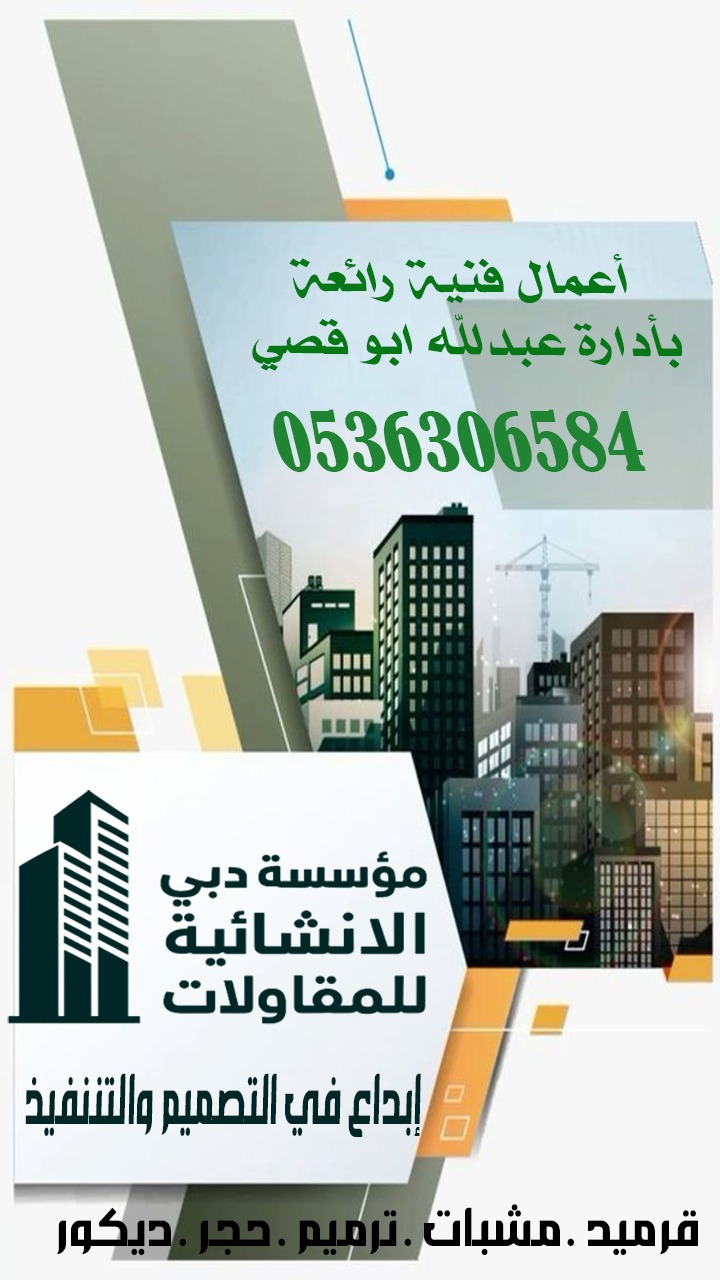 أعمال فنية رائعة
بأدارة عبدلله ابو قصي
0536306584
مؤسسة دبي
الانشائية
للمقاولات
إبداع في التصميم والتننفيذ
قرميد .مشبات .ترميم .حجر .ديكور